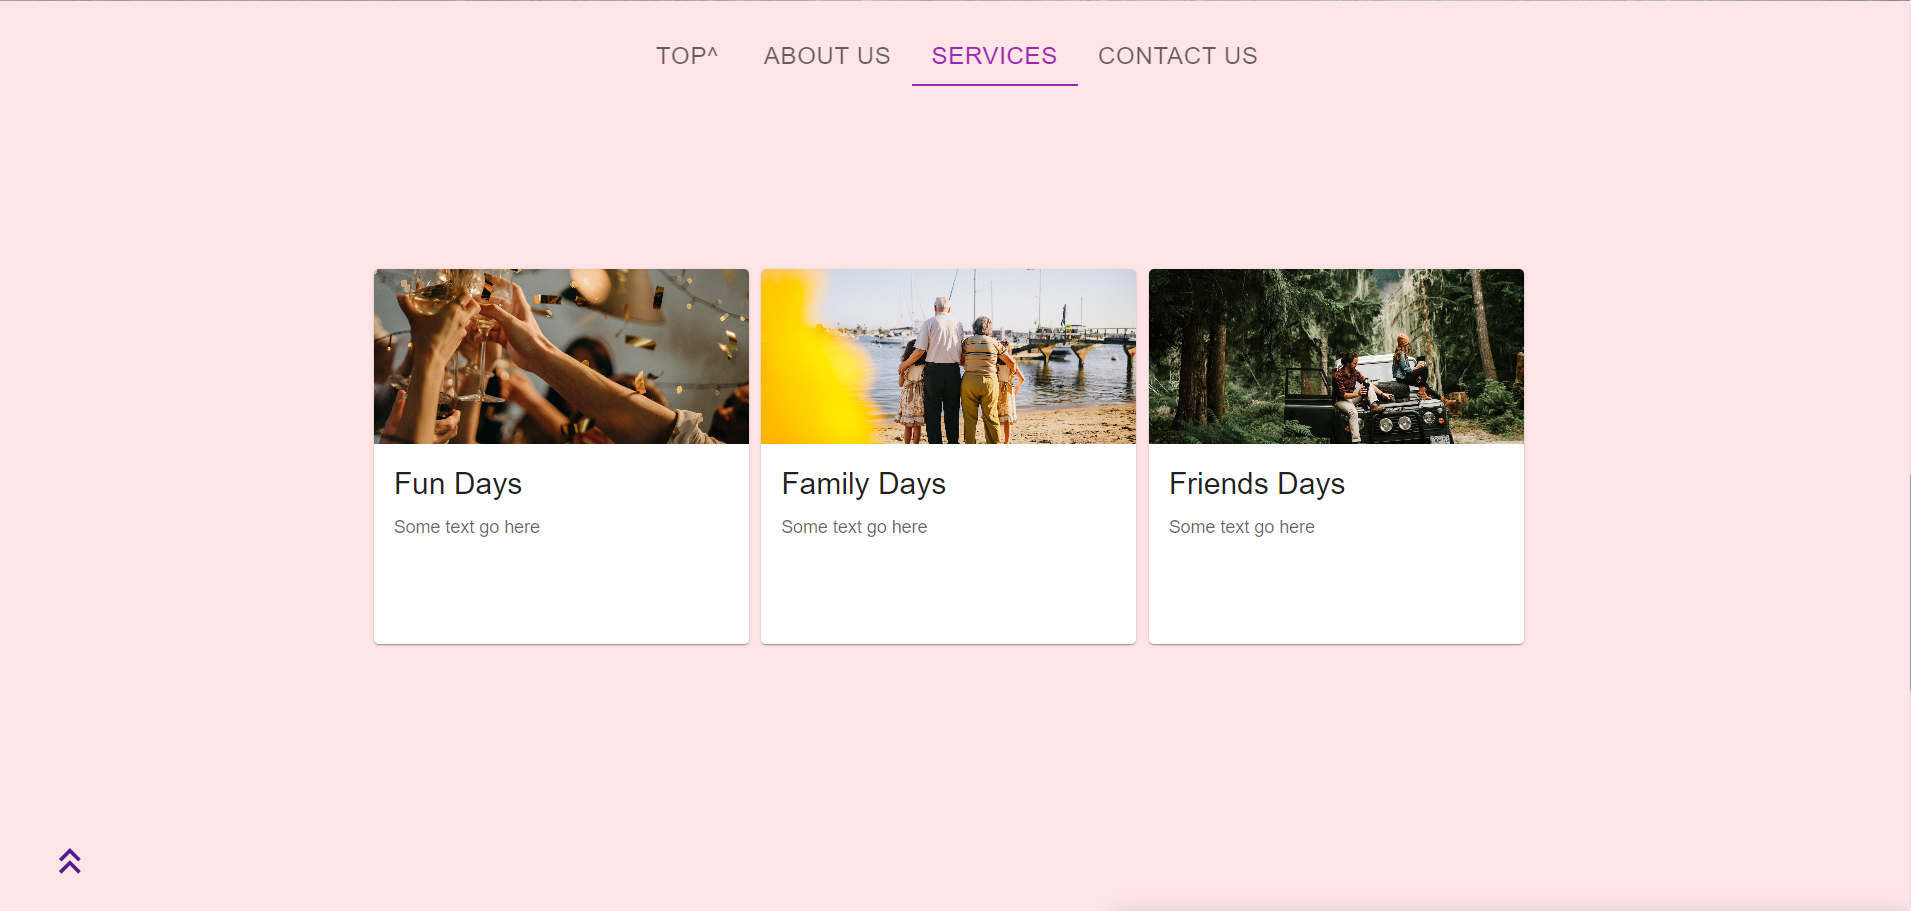 TOP^ ABOUT US SERVICES CONTACT US
Fun Days
Some text go here
Family Days
Some text go here
Friends Days
Some text go here